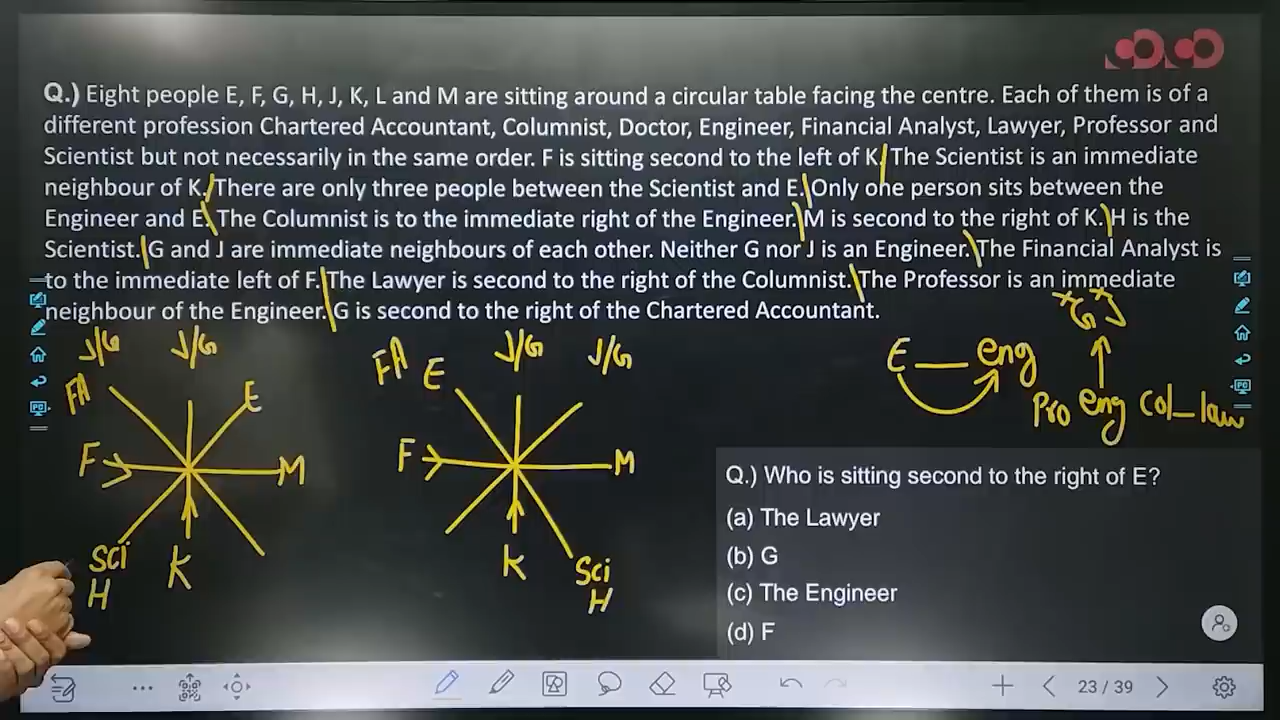 Q.) Eight people E, F, G, H, J, K, L and M are sitting around a circular table facing the centre. Each of them is of a
different profession Chartered Accountant, Columnist, Doctor, Engineer, Financial Analyst, Lawyer, Professor and
Scientist but not necessarily in the same order. F is sitting second to the left of K. The Scientist is an immediate
neighbour of K. There are only three people between the Scientist and E. Only one person sits between the
Engineer and E. The Columnist is to the immediate right of the Engineer. M is second to the right of K. H is the
Scientist. G and J are immediate neighbours of each other. Neither G nor J is an Engineer. The Financial Analyst is
to the immediate left of F. The Lawyer is second to the right of the Columnist. The Professor is an immediate
neighbour of the Engineer. G is second to the right of the Chartered Accountant.
J/G J/G
FA E
F M
Sci K
H
FA E J/G J/G
F M
K Sci
H
E eng
G J
Pro eng Col_law
Q.) Who is sitting second to the right of E?
(a) The Lawyer
(b) G
(c) The Engineer
(d) F
23 / 39